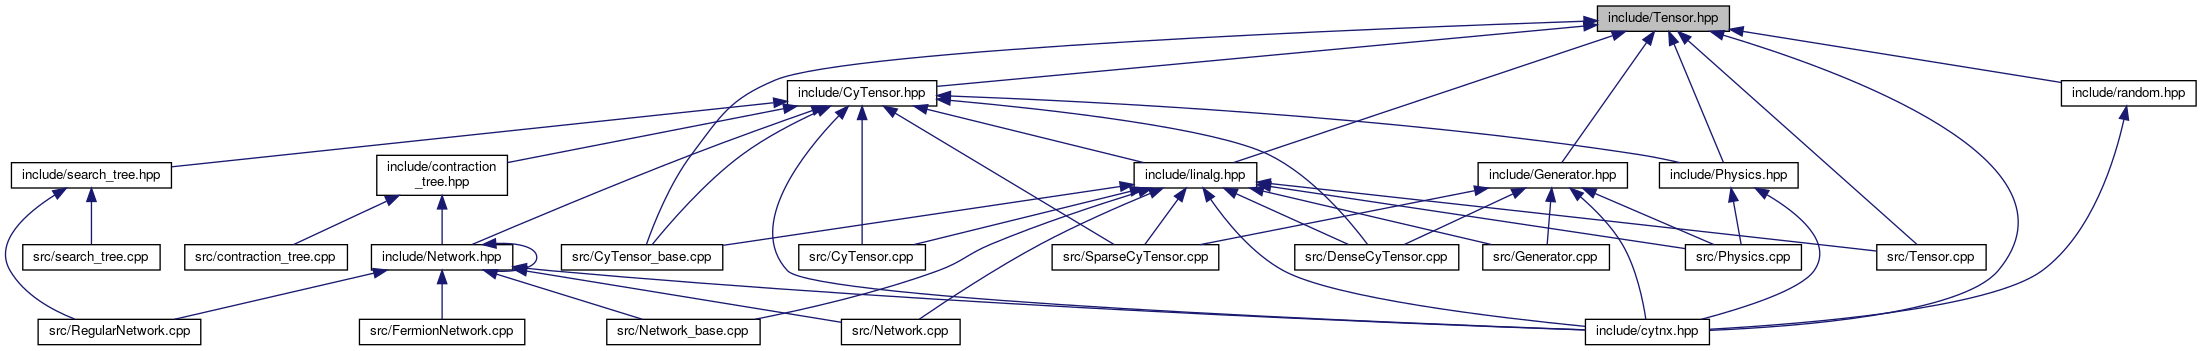 include/Tensor.hpp
include/CyTensor.hpp
include/random.hpp
include/search_tree.hpp
include/contraction
_tree.hpp
include/linalg.hpp
include/Generator.hpp
include/Physics.hpp
src/search_tree.cpp
src/contraction_tree.cpp
include/Network.hpp
src/CyTensor_base.cpp
src/CyTensor.cpp
src/SparseCyTensor.cpp
src/DenseCyTensor.cpp
src/Generator.cpp
src/Physics.cpp
src/Tensor.cpp
src/RegularNetwork.cpp
src/FermionNetwork.cpp
src/Network_base.cpp
src/Network.cpp
include/cytnx.hpp